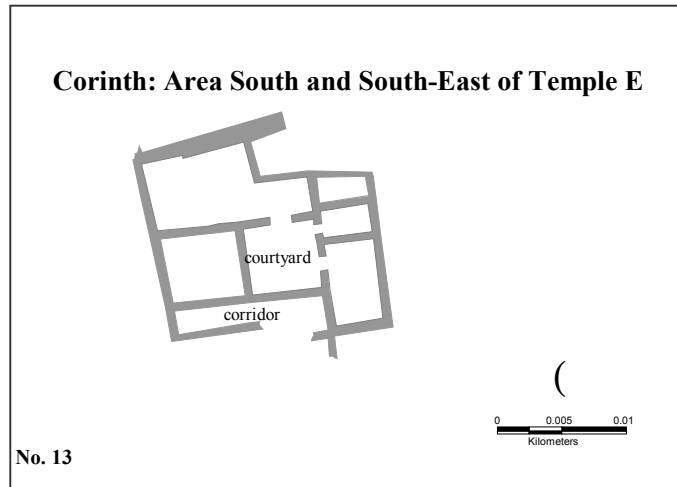 Corinth: Area South and South-East of Temple E
courtyard
corridor
(
0 0.005 0.01
Kilometers
No. 13